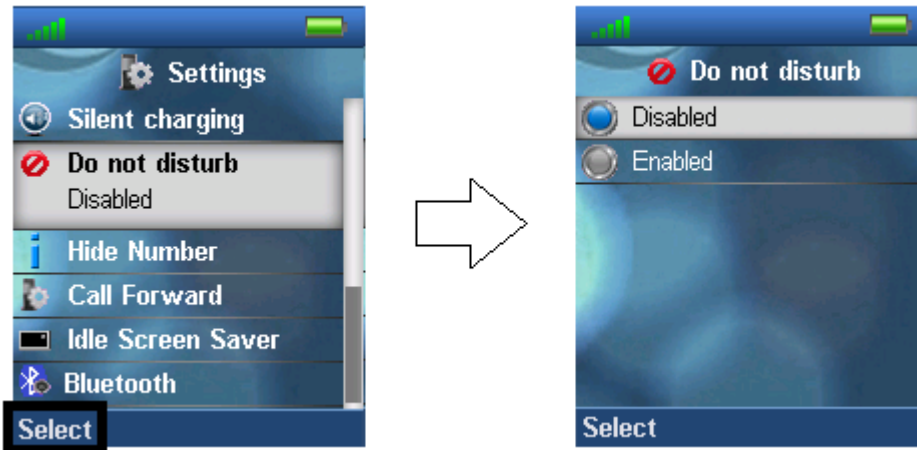 Settings
Silent charging
Do not disturb
Disabled
Hide Number
Call Forward
Idle Screen Saver
Bluetooth
Select
Do not disturb
Disabled
Enabled
Select